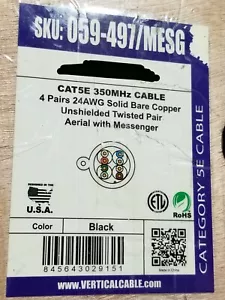 SKU: 059-497/MESG
CAT5E 350MHz CABLE
4 Pairs 24AWG Solid Bare Copper
Unshielded Twisted Pair
Aerial with Messenger
CATEGORY 5E CABLE
U.S.A.
ETL
RoHS
Color
Black
845643029151
WWW.VERTICALCABLE.COM